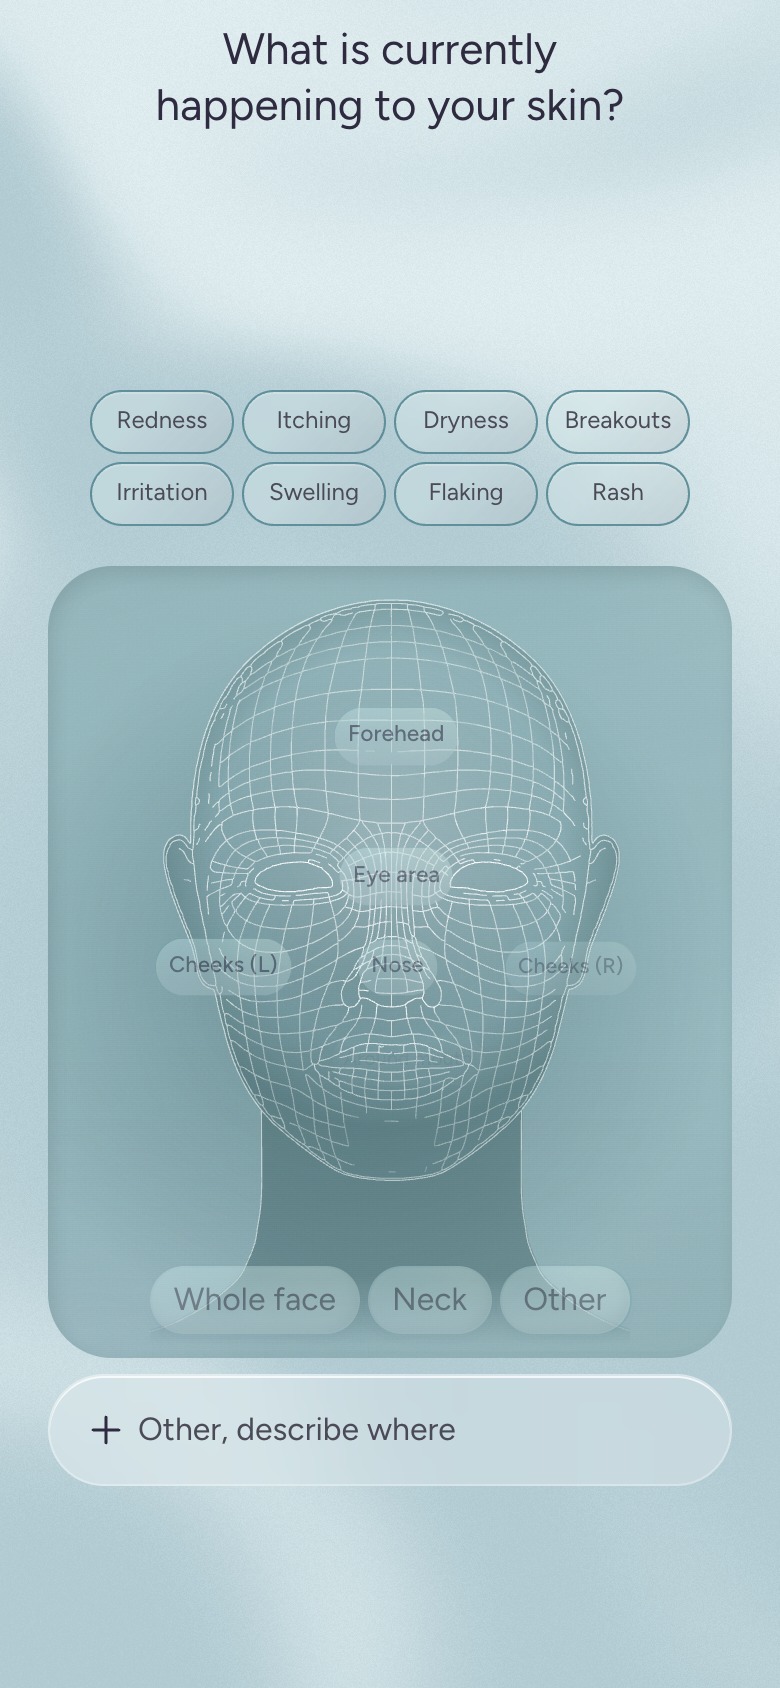 What is currently
happening to your skin?
Redness Itching Dryness Breakouts
Irritation Swelling Flaking Rash
Forehead
Eye area
Cheeks (L) Nose Cheeks (R)
Whole face Neck Other
+ Other, describe where